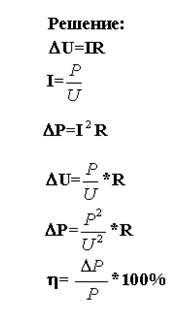 Решение:
ΔU=IR
I=P/U
ΔP=I²R
ΔU=P/U*R
ΔP=P²/U²*R
η=ΔP/P*100%